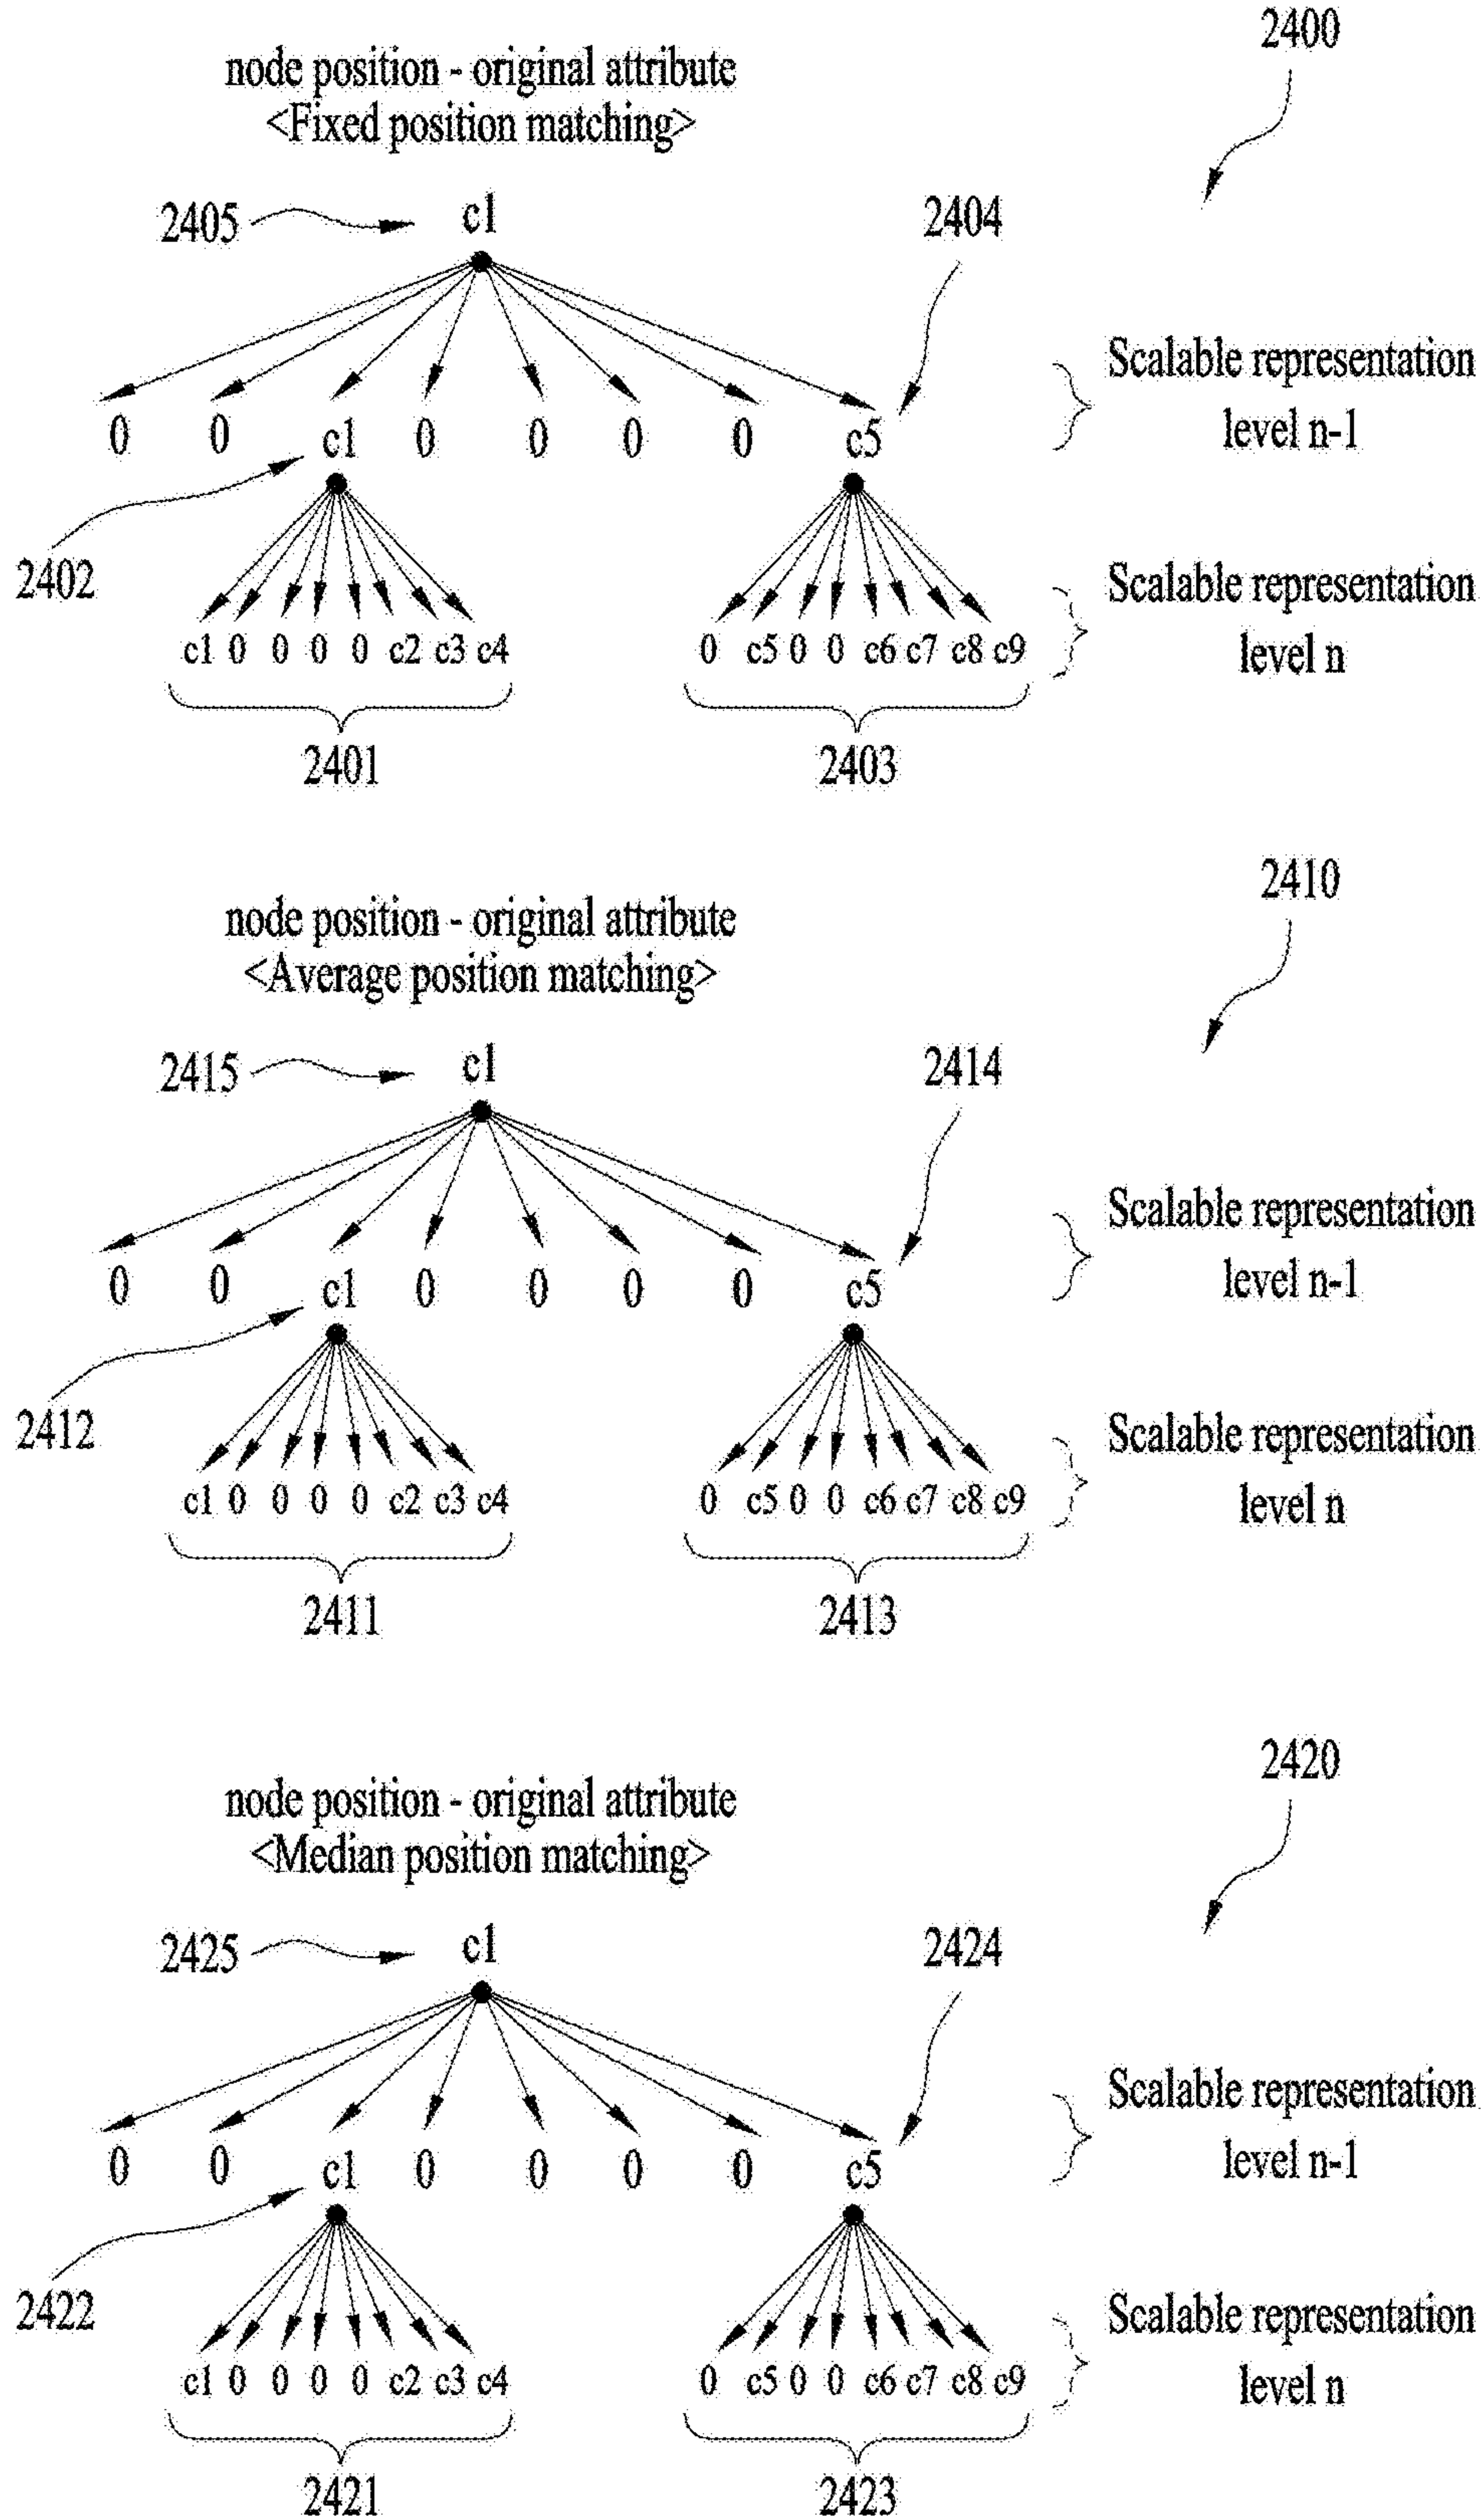 2400
node position - original attribute
<Fixed position matching>
2405 c1 2404
Scalable representation
level n-1
0 0 c1 0 0 0 0 c5
2402
Scalable representation
level n
c1 0 0 0 0 c2 c3 c4 0 c5 0 0 c6 c7 c8 c9
2401 2403
2410
node position - original attribute
<Average position matching>
2415 c1 2414
Scalable representation
level n-1
0 0 c1 0 0 0 0 c5
2412
Scalable representation
level n
c1 0 0 0 0 c2 c3 c4 0 c5 0 0 c6 c7 c8 c9
2411 2413
2420
node position - original attribute
<Median position matching>
2425 c1 2424
Scalable representation
level n-1
0 0 c1 0 0 0 0 c5
2422
Scalable representation
level n
c1 0 0 0 0 c2 c3 c4 0 c5 0 0 c6 c7 c8 c9
2421 2423